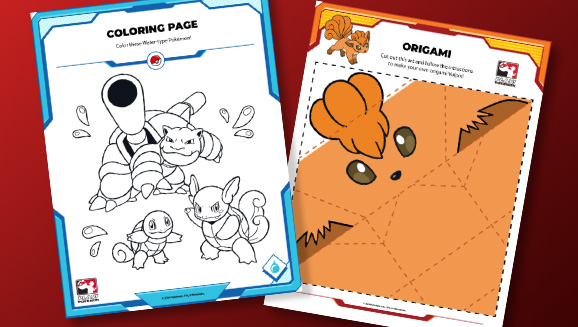 COLORING PAGE
Color these Water-type Pokémon!
ORIGAMI
Cut out this art and follow the instructions
to make your own origami Vulpix!